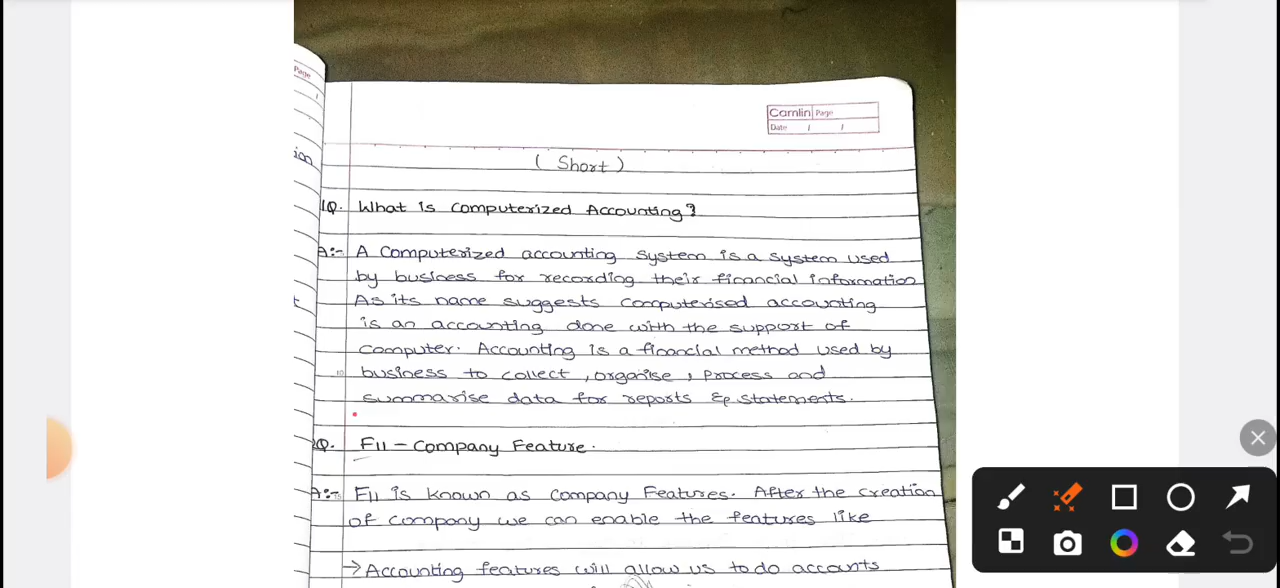 Page
ion
t
Camlin Page
Date / /
( Short )
1Q. What is computerized Accounting?
A:- A computerized accounting system is a system used
by business for recording their financial information
As its name suggests computerised accounting
is an accounting done with the support of
computer. Accounting is a financial method used by
10 business to collect, organise, process and
summarise data for reports & statements.
Q. F11 – Company Feature.
A:- F11 is known as company Features. After the creation
of company we can enable the features like
→ Accounting features will allow us to do accounts